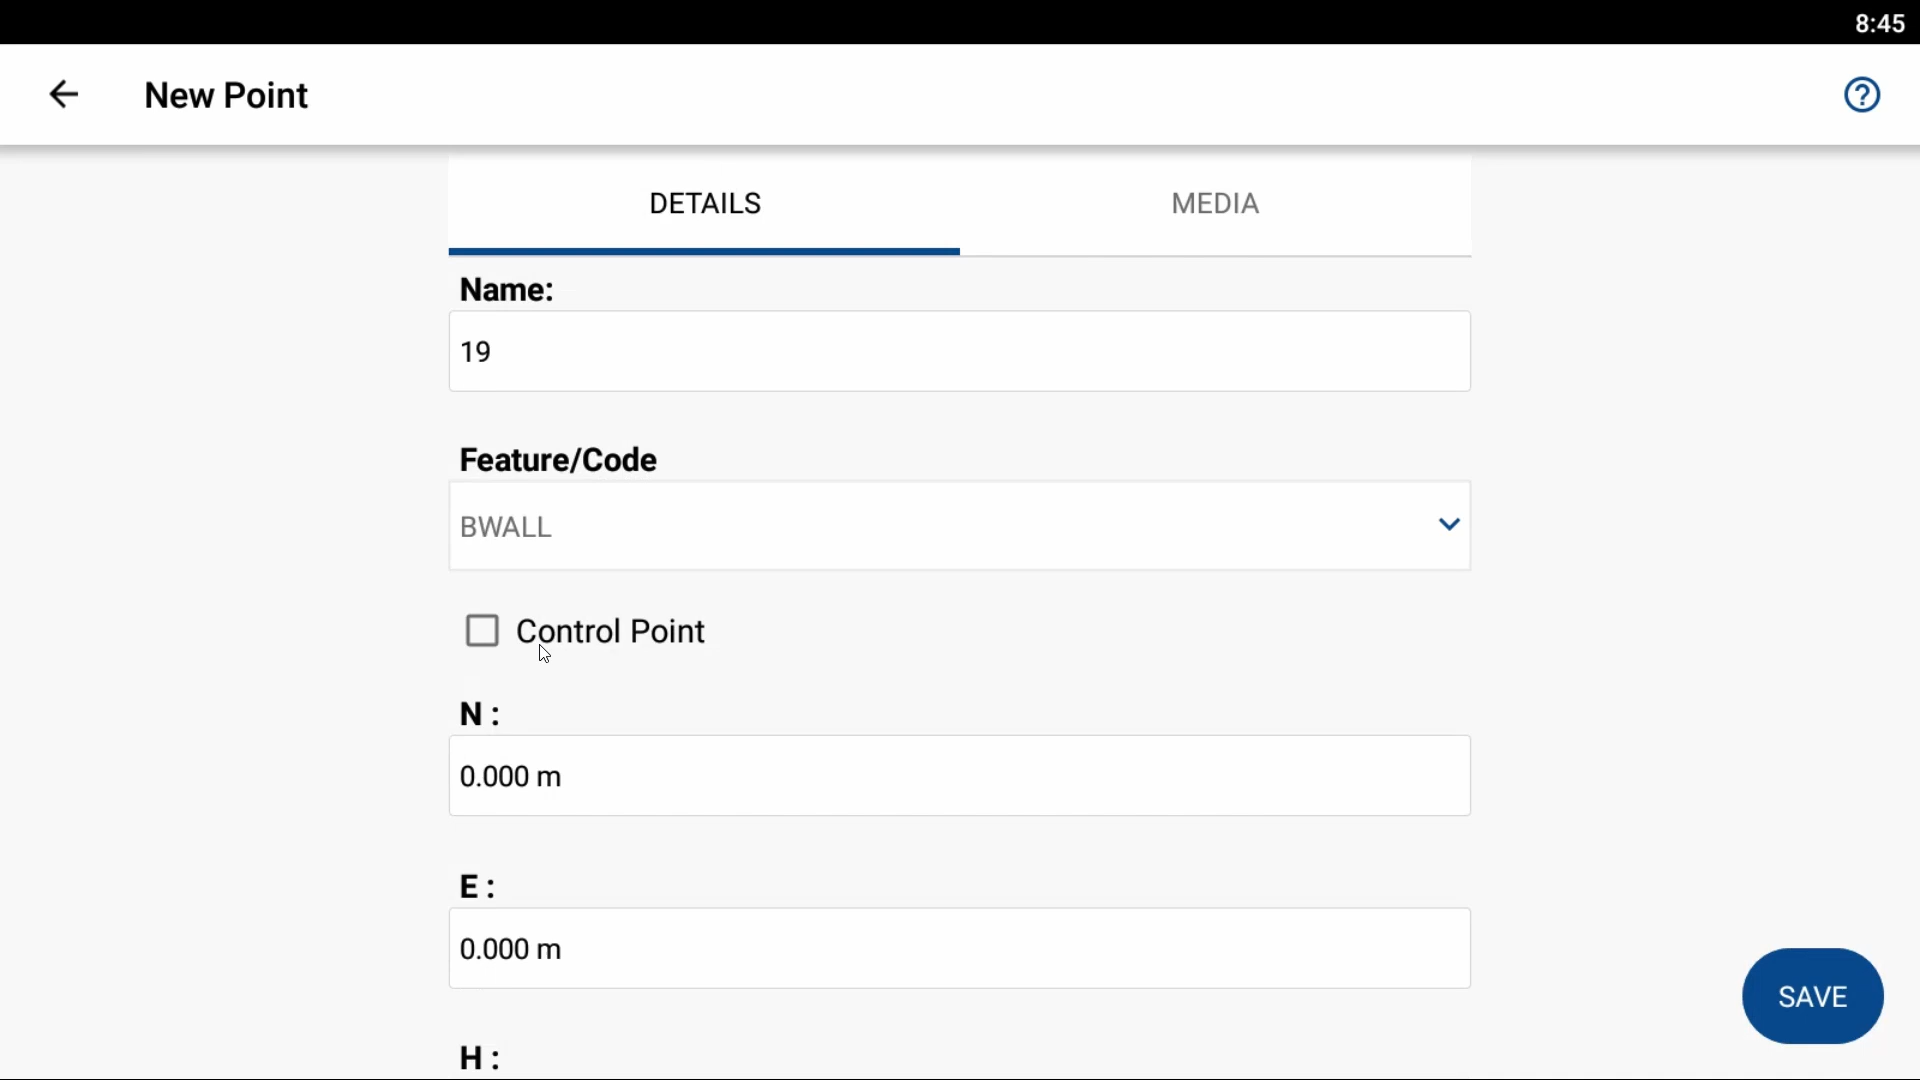 8:45
New Point
DETAILS
MEDIA
Name:
19
Feature/Code
BWALL
Control Point
N :
0.000 m
E :
0.000 m
SAVE
H :